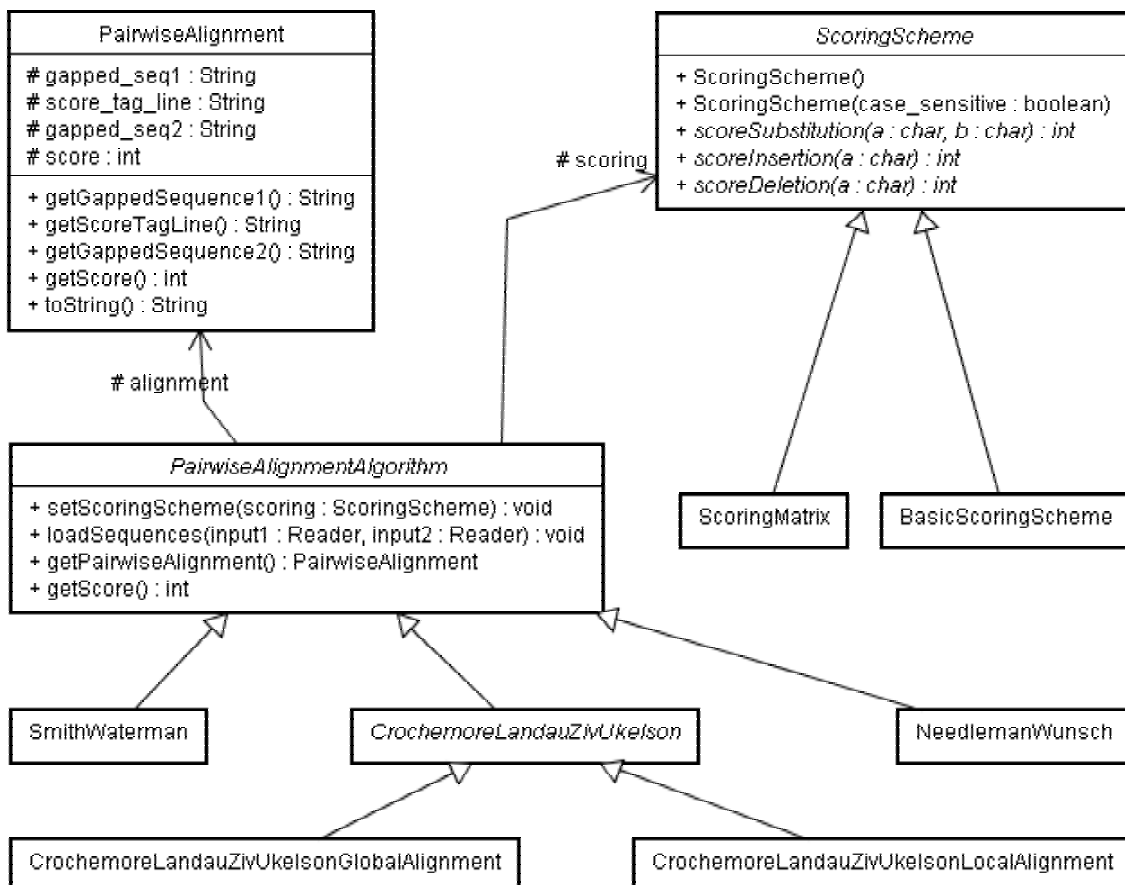 PairwiseAlignment
# gapped_seq1 : String
# score_tag_line : String
# gapped_seq2 : String
# score : int
+ getGappedSequence1() : String
+ getScoreTagLine() : String
+ getGappedSequence2() : String
+ getScore() : int
+ toString() : String
ScoringScheme
+ ScoringScheme()
+ ScoringScheme(case_sensitive : boolean)
+ scoreSubstitution(a : char, b : char) : int
+ scoreInsertion(a : char) : int
+ scoreDeletion(a : char) : int
# scoring
# alignment
PairwiseAlignmentAlgorithm
+ setScoringScheme(scoring : ScoringScheme) : void
+ loadSequences(input1 : Reader, input2 : Reader) : void
+ getPairwiseAlignment() : PairwiseAlignment
+ getScore() : int
ScoringMatrix
BasicScoringScheme
SmithWaterman
CrochemoreLandauZivUkelson
NeedlemanWunsch
CrochemoreLandauZivUkelsonGlobalAlignment
CrochemoreLandauZivUkelsonLocalAlignment